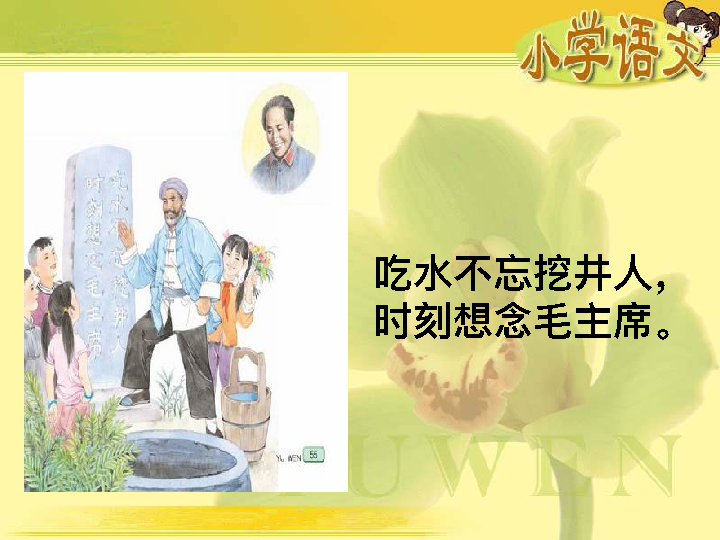 小学语文
吃水不忘挖井人
时刻想念毛主席
吃水不忘挖井人，
时刻想念毛主席。
YU WEN 55
YUWEN